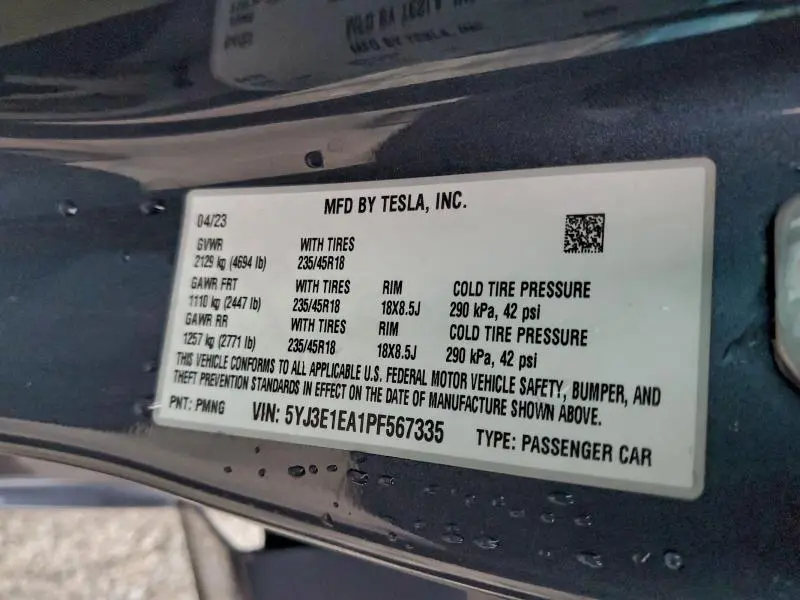 MFD BY TESLA, INC.
04/23
GVWR WITH TIRES
2129 kg (4694 lb) 235/45R18
GAWR FRT WITH TIRES RIM COLD TIRE PRESSURE
1110 kg (2447 lb) 235/45R18 18X8.5J 290 kPa, 42 psi
GAWR RR WITH TIRES RIM COLD TIRE PRESSURE
1257 kg (2771 lb) 235/45R18 18X8.5J 290 kPa, 42 psi
THIS VEHICLE CONFORMS TO ALL APPLICABLE U.S. FEDERAL MOTOR VEHICLE SAFETY, BUMPER, AND
THEFT PREVENTION STANDARDS IN EFFECT ON THE DATE OF MANUFACTURE SHOWN ABOVE.
PNT: PMNG VIN: 5YJ3E1EA1PF567335 TYPE: PASSENGER CAR